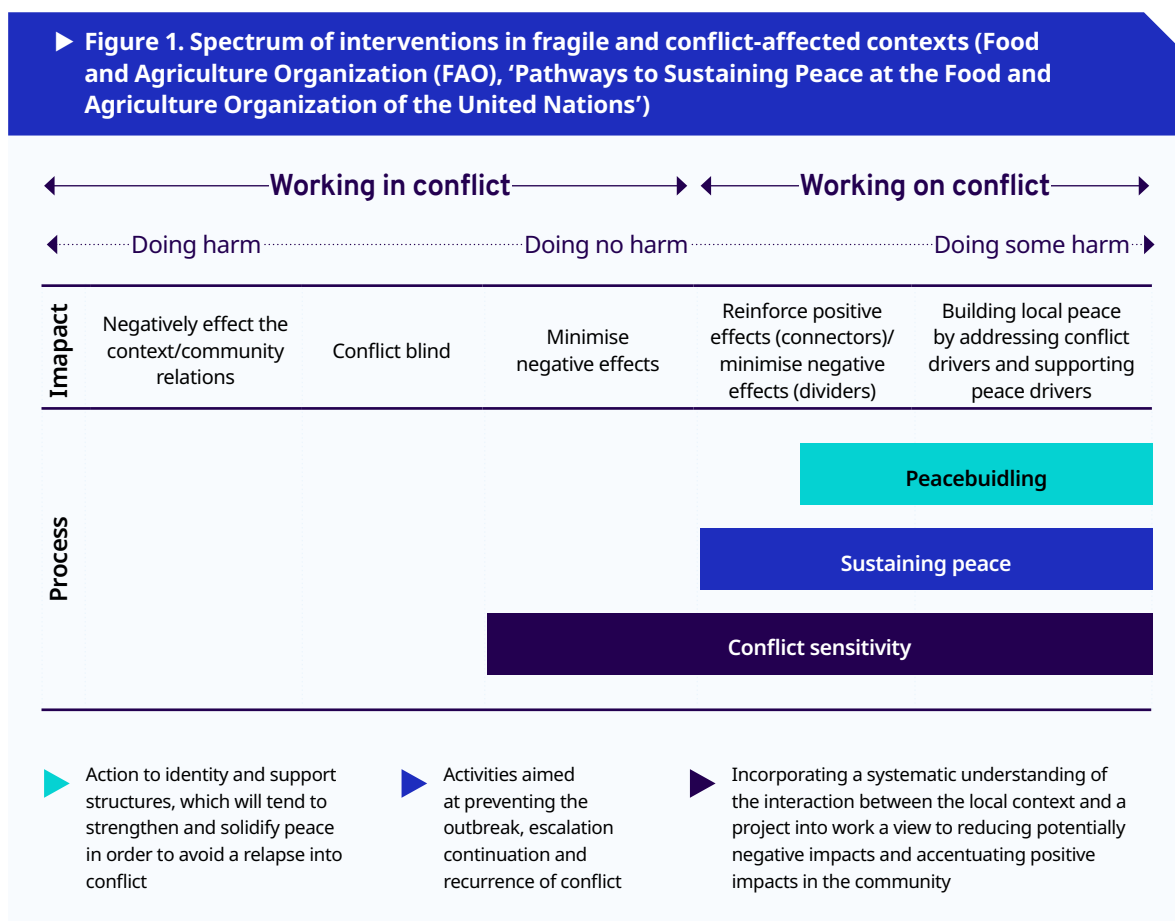 Figure 1. Spectrum of interventions in fragile and conflict-affected contexts (Food
and Agriculture Organization (FAO), ‘Pathways to Sustaining Peace at the Food and
Agriculture Organization of the United Nations’)
Working in conflict
Working on conflict
Doing harm
Doing no harm
Doing some harm
Imapact
Negatively effect the
context/community
relations
Conflict blind
Minimise
negative effects
Reinforce positive
effects (connectors)/
minimise negative
effects (dividers)
Building local peace
by addressing conflict
drivers and supporting
peace drivers
Process
Peacebuidling
Sustaining peace
Conflict sensitivity
Action to identity and support
structures, which will tend to
strengthen and solidify peace
in order to avoid a relapse into
conflict
Activities aimed
at preventing the
outbreak, escalation
continuation and
recurrence of conflict
Incorporating a systematic understanding of
the interaction between the local context and a
project into work a view to reducing potentially
negative impacts and accentuating positive
impacts in the community